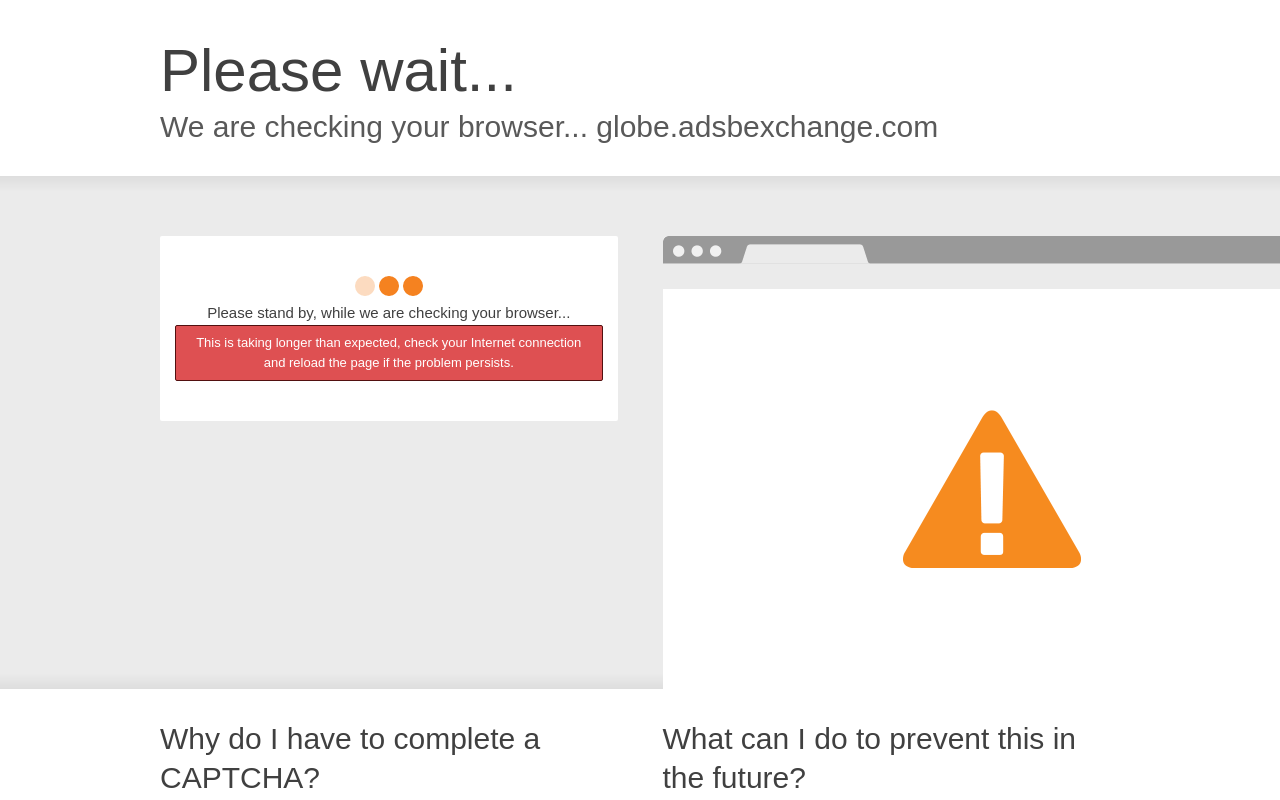 Please wait...
We are checking your browser... globe.adsbexchange.com
Please stand by, while we are checking your browser...
This is taking longer than expected, check your Internet connection
and reload the page if the problem persists.
Why do I have to complete a
CAPTCHA?
What can I do to prevent this in
the future?